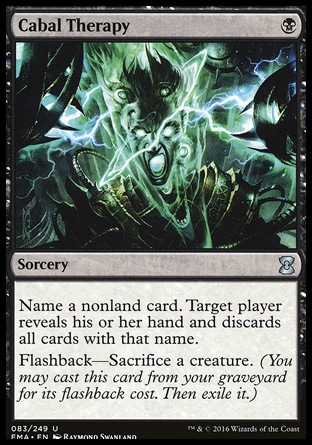 Cabal Therapy
Sorcery
Name a nonland card. Target player
reveals his or her hand and discards
all cards with that name.
Flashback—Sacrifice a creature. (You
may cast this card from your graveyard
for its flashback cost. Then exile it.)
083/249 U
EMA • EN Raymond Swanland
™ & © 2016 Wizards of the Coast